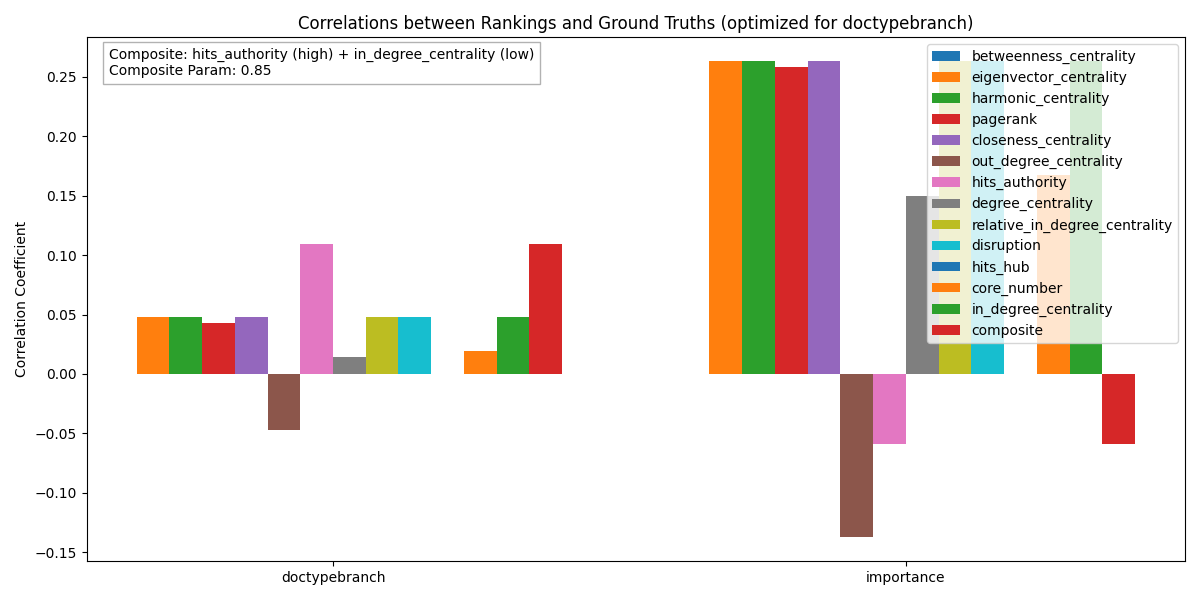 Correlations between Rankings and Ground Truths (optimized for doctypebranch)
Composite: hits_authority (high) + in_degree_centrality (low)
Composite Param: 0.85
betweenness_centrality
eigenvector_centrality
harmonic_centrality
pagerank
closeness_centrality
out_degree_centrality
hits_authority
degree_centrality
relative_in_degree_centrality
disruption
hits_hub
core_number
in_degree_centrality
composite
Correlation Coefficient
0.25
0.20
0.15
0.10
0.05
0.00
−0.05
−0.10
−0.15
doctypebranch
importance